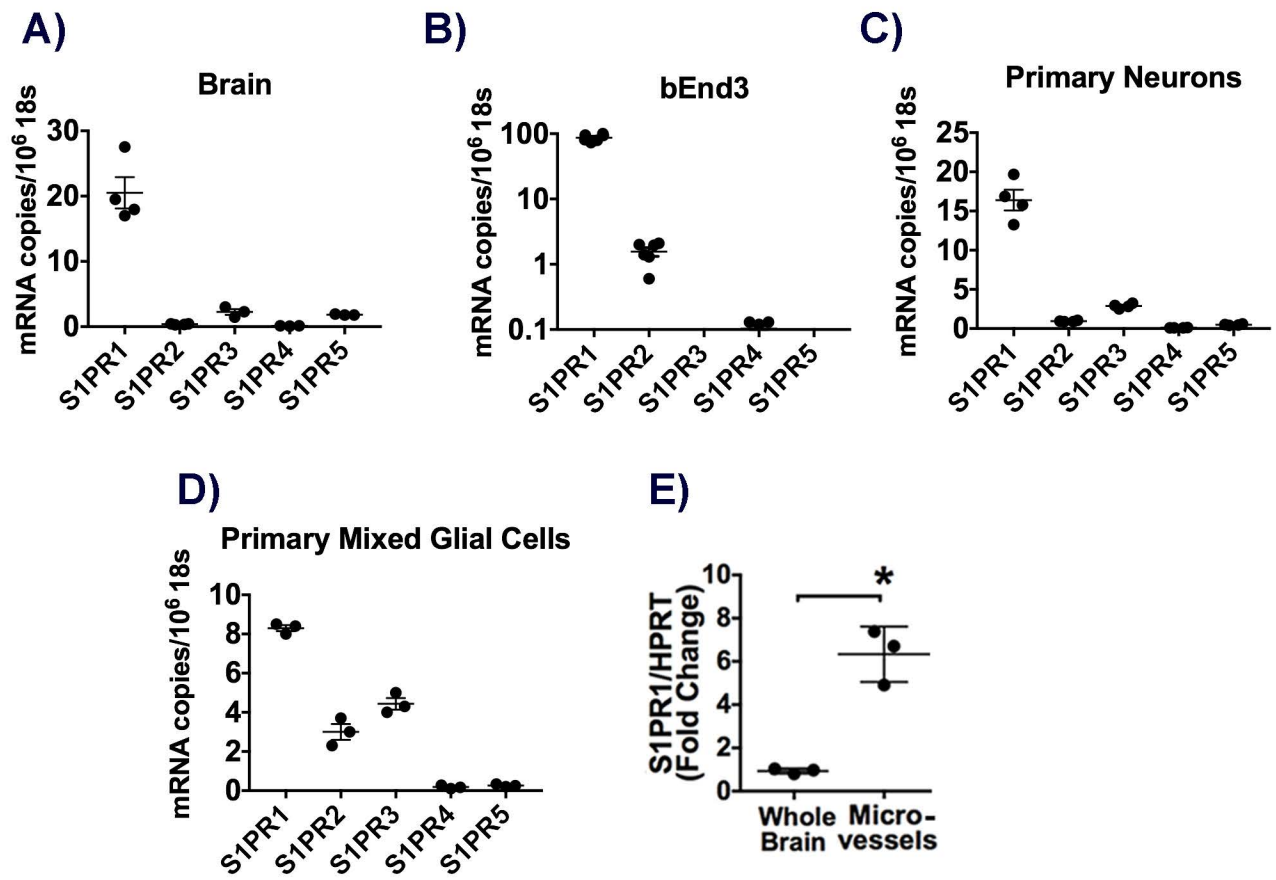 A)
Brain
mRNA copies/10⁶ 18s
30
20
10
0
S1PR1
S1PR2
S1PR3
S1PR4
S1PR5
B)
bEnd3
mRNA copies/10⁶ 18s
100
10
1
0.1
S1PR1
S1PR2
S1PR3
S1PR4
S1PR5
C)
Primary Neurons
mRNA copies/10⁶ 18s
25
20
15
10
5
0
S1PR1
S1PR2
S1PR3
S1PR4
S1PR5
D)
Primary Mixed Glial Cells
mRNA copies/10⁶ 18s
10
8
6
4
2
0
S1PR1
S1PR2
S1PR3
S1PR4
S1PR5
E)
S1PR1/HPRT
(Fold Change)
10
8
6
4
2
0
*
Whole
Brain
Micro-
vessels